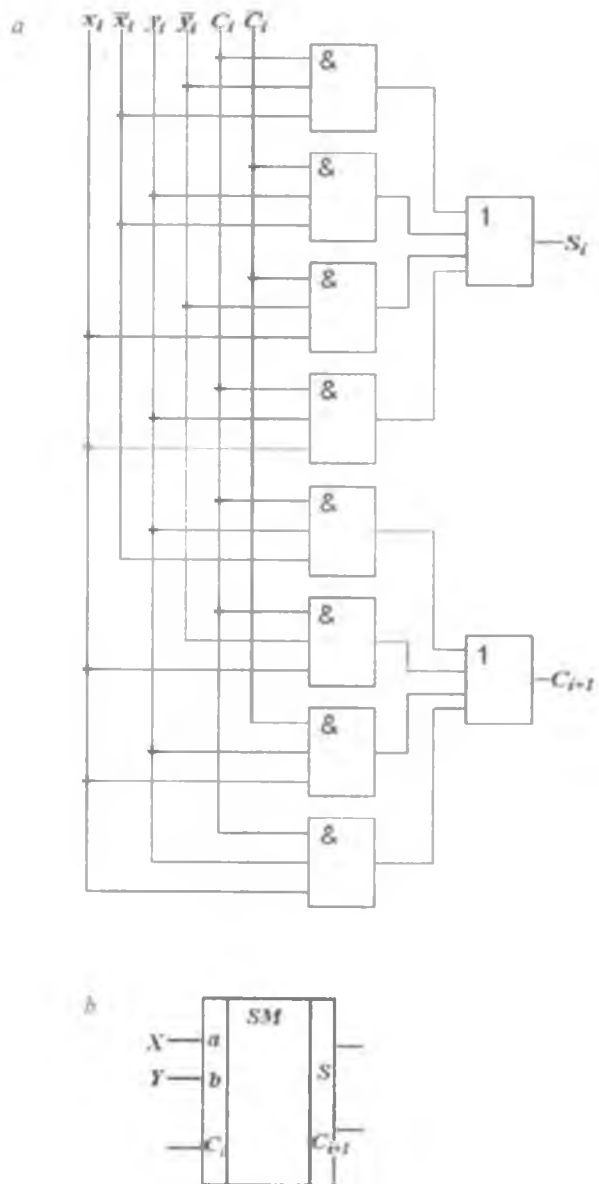 a x_i x̄_i y_i ȳ_i C_i C̄_i
&
&
1
S_i
&
&
&
&
1
C_{i+1}
&
&
b
SM
X a
Y b S
C_i C_{i+1}